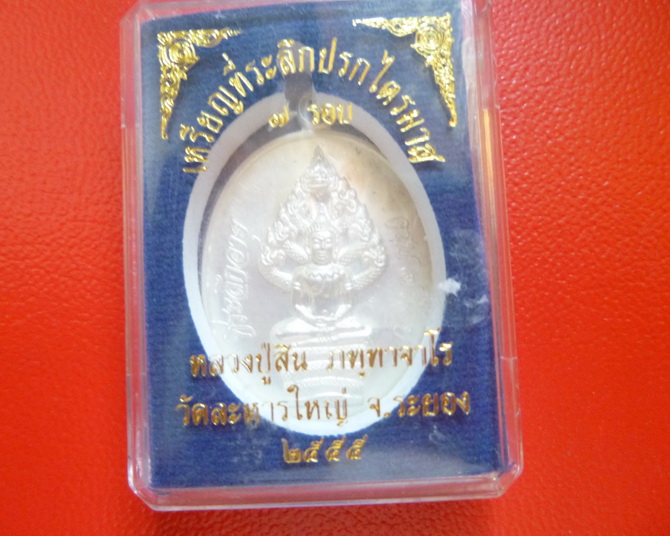 เหรียญที่ระลึกปรกไตรมาส
๗ รอบ
หลวงปู่สิน ภทฺทาจาโร
วัดละหารใหญ่ จ.ระยอง
๒๕๕๕